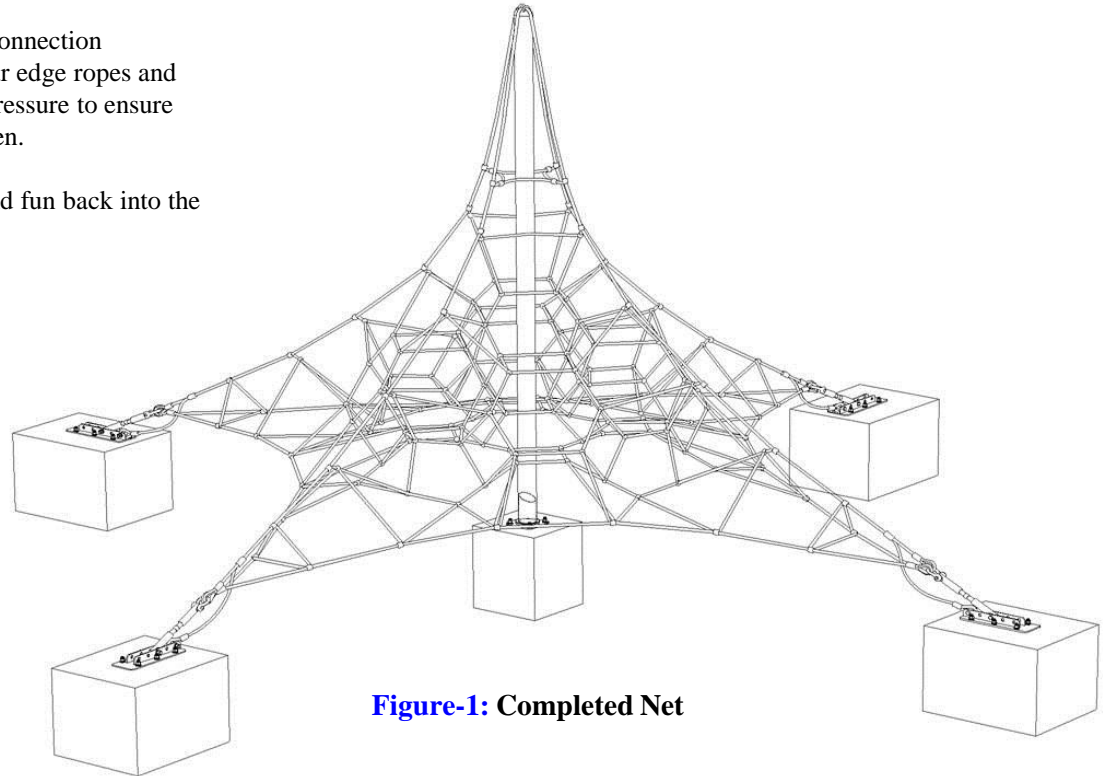 onnection
r edge ropes and
ressure to ensure
en.
d fun back into the
Figure-1: Completed Net